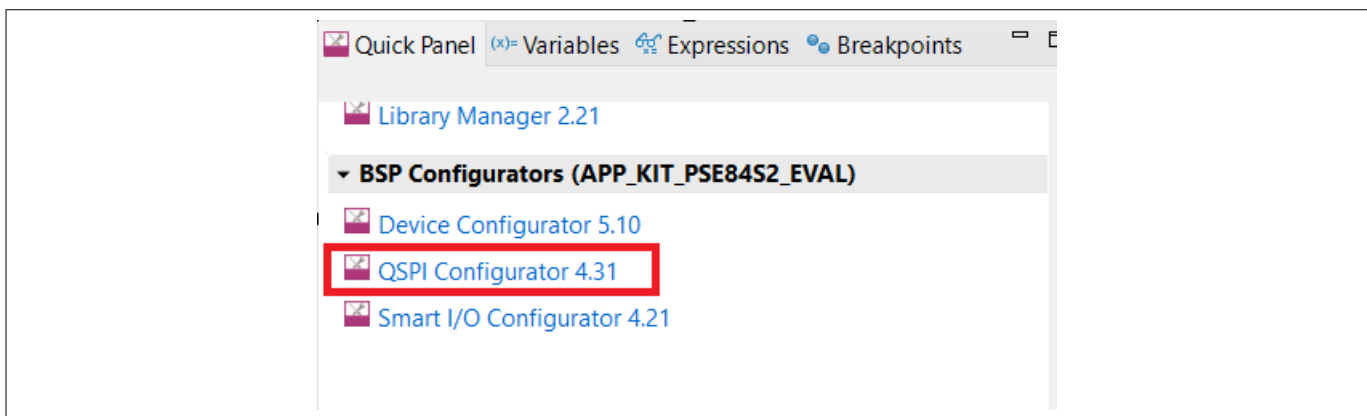 Quick Panel (x)= Variables Expressions Breakpoints
Library Manager 2.21
BSP Configurators (APP_KIT_PSE84S2_EVAL)
Device Configurator 5.10
QSPI Configurator 4.31
Smart I/O Configurator 4.21